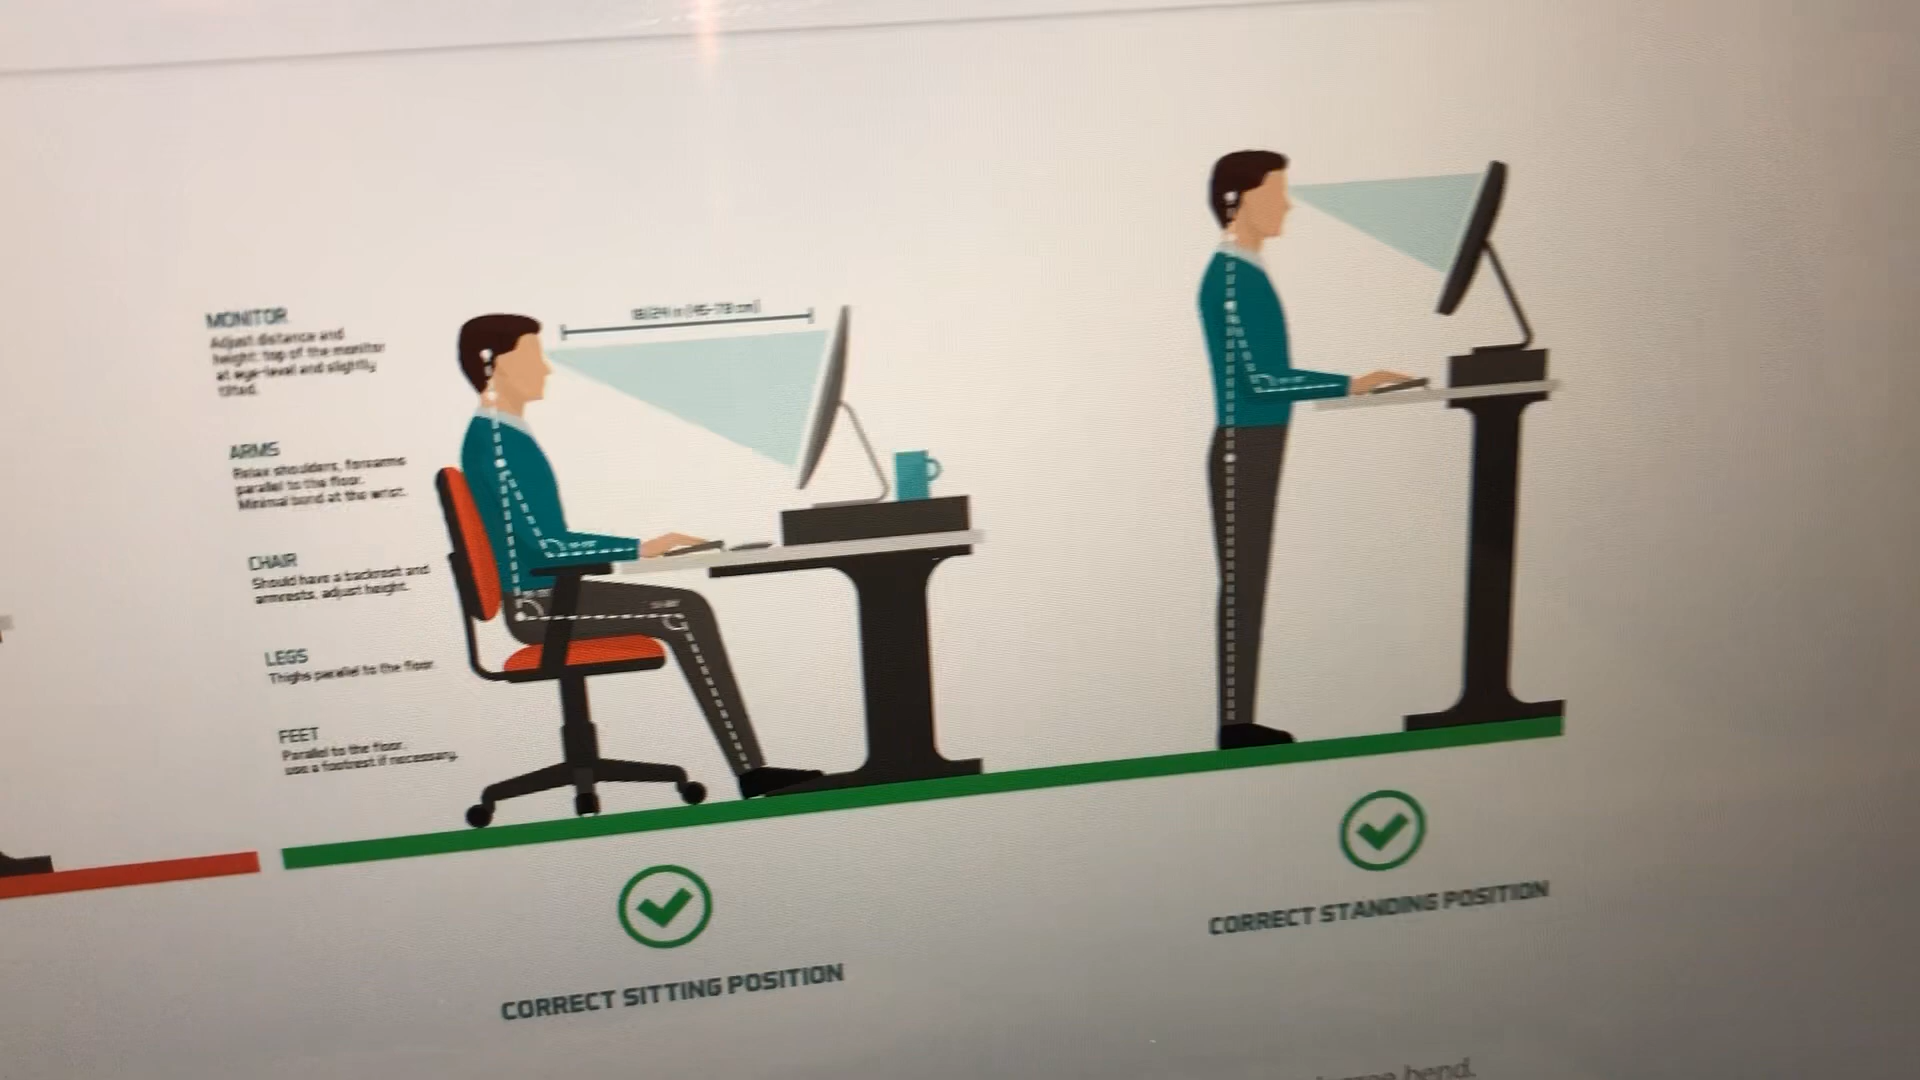 MONITOR
Adjust distance and
height: top of the monitor
at eye-level and slightly
tilted.
ARMS
Relax shoulders, forearms
parallel to the floor.
Minimal bend at the wrist.
CHAIR
Should have a backrest and
armrests, adjust height.
LEGS
Thighs parallel to the floor.
FEET
Parallel to the floor.
use a footrest if necessary.
CORRECT SITTING POSITION
CORRECT STANDING POSITION
bend.